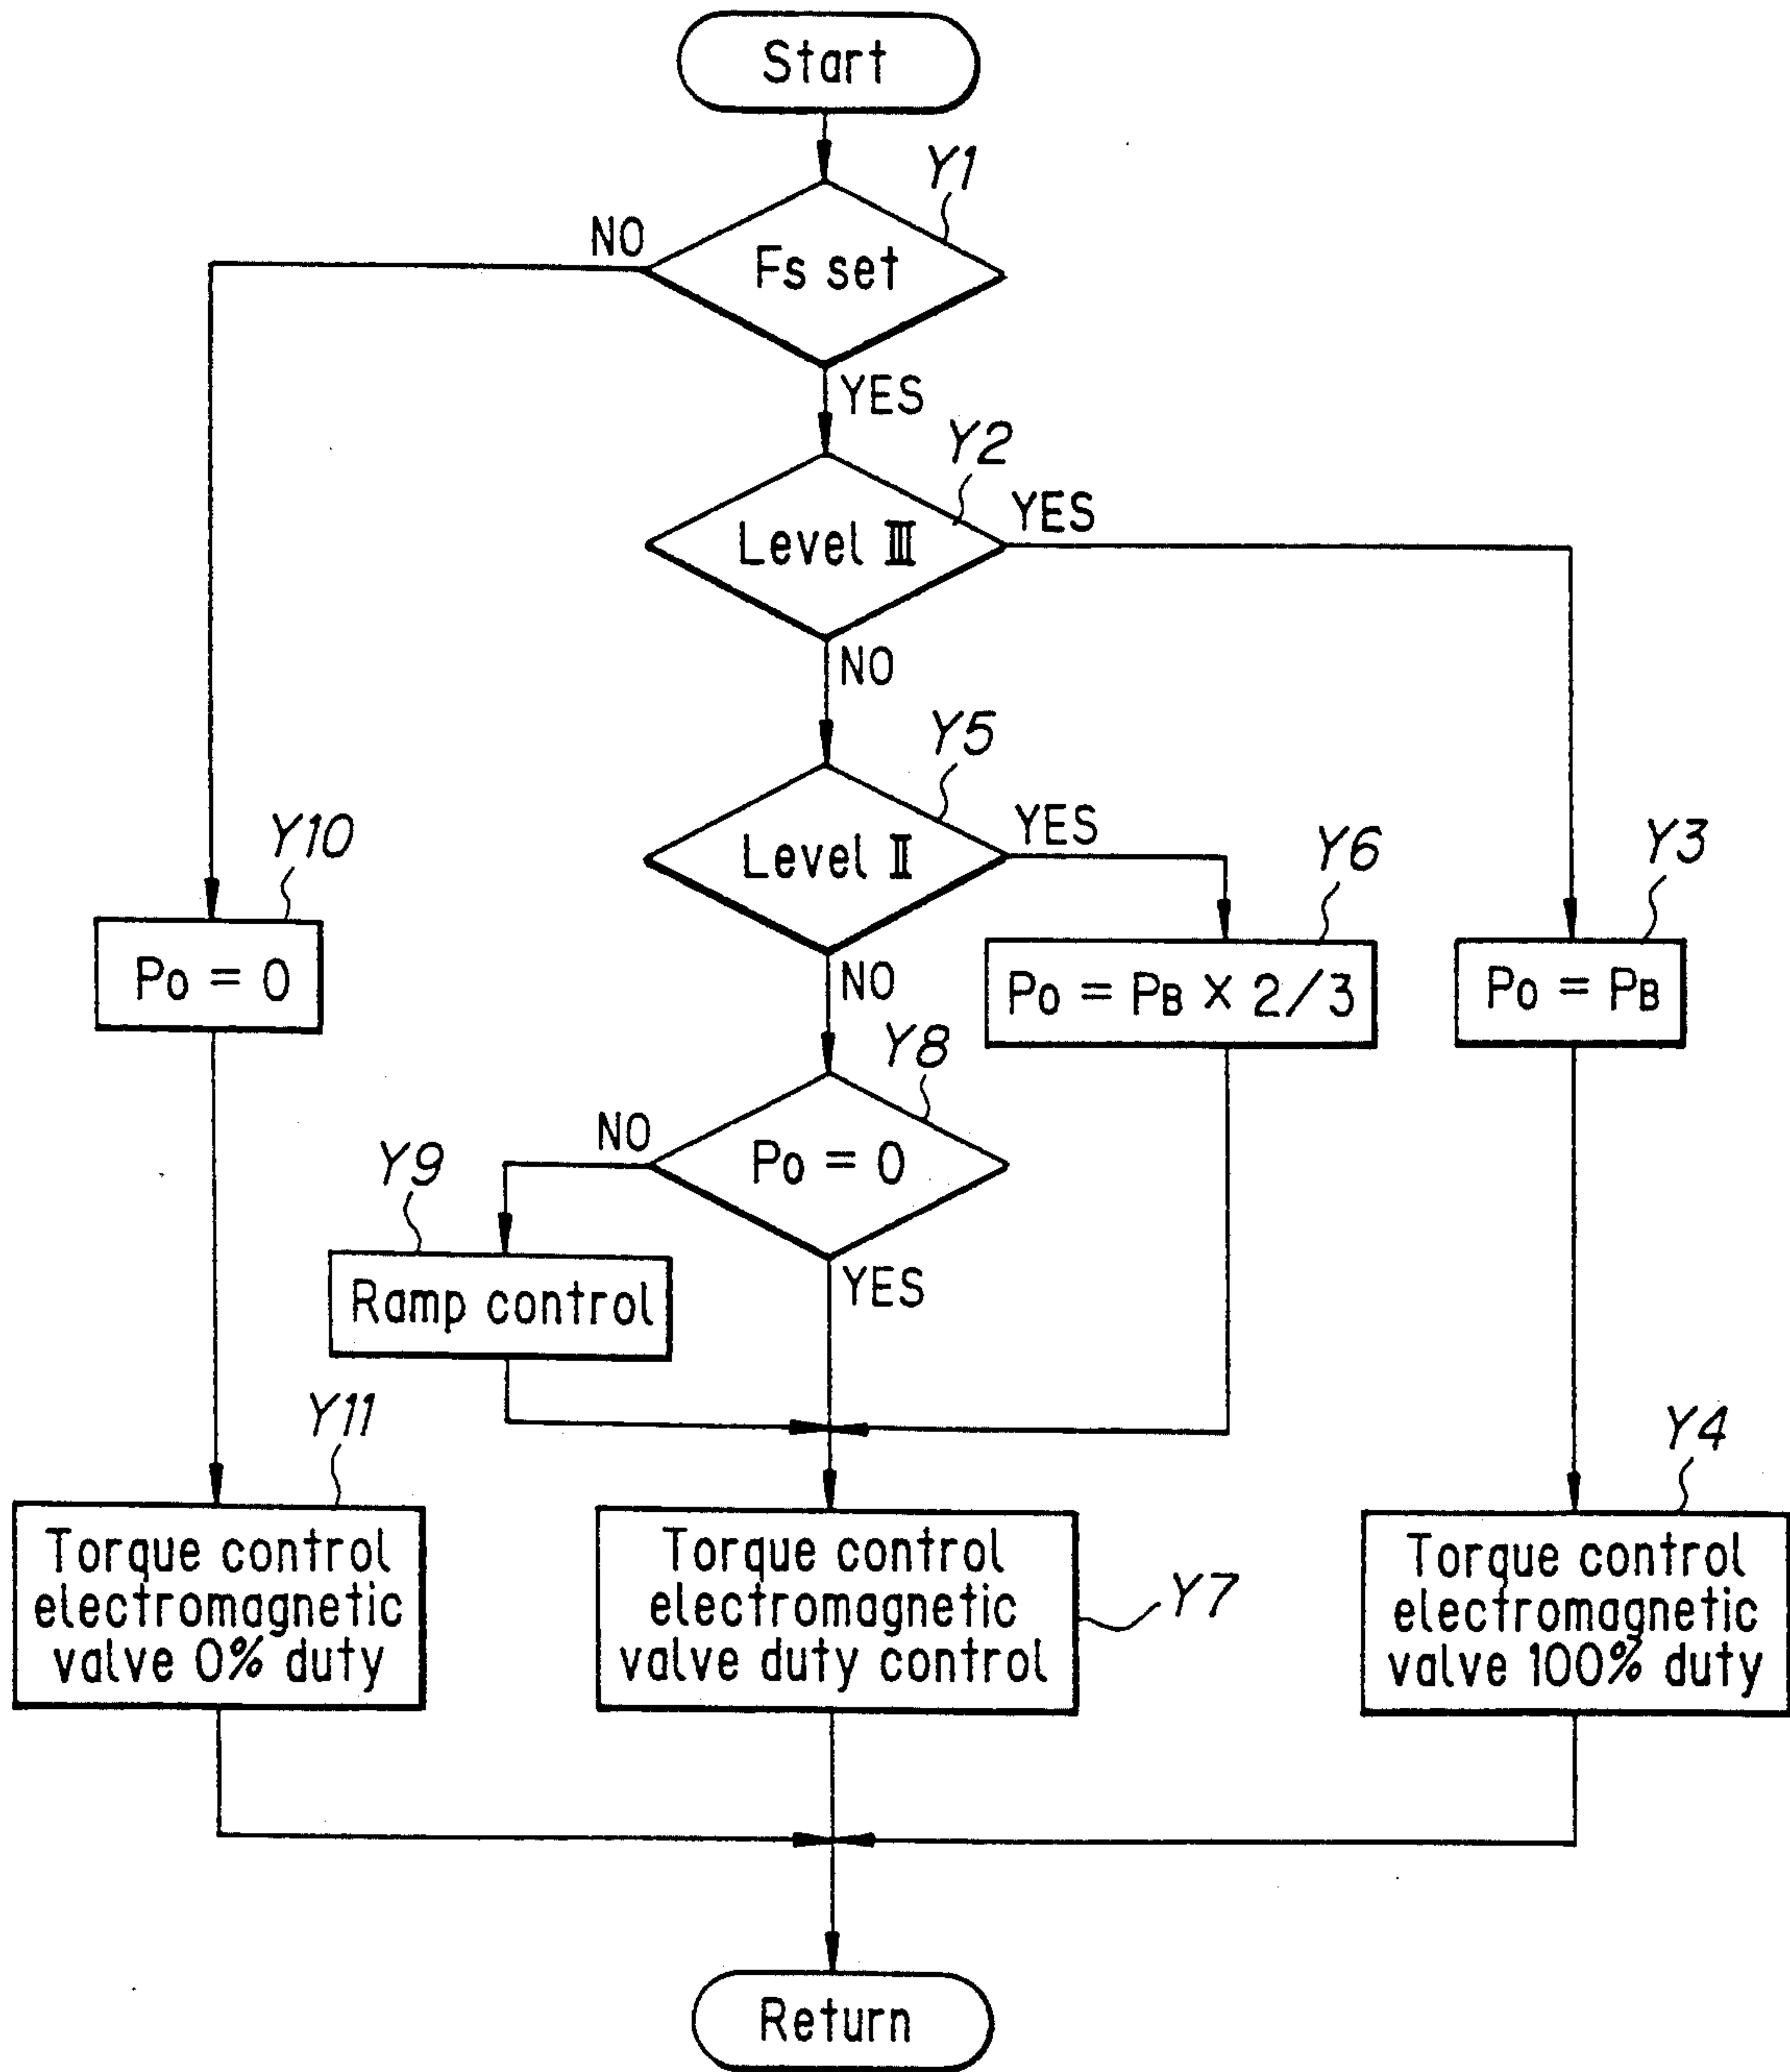 Start
Y1
NO
Fs set
YES
Y2
YES
Level III
NO
Y5
YES
Level II
Y10
Y6
Y3
Po = 0
NO
Po = PB × 2/3
Po = PB
Y8
NO
Po = 0
Y9
YES
Ramp control
Y11
Y4
Torque control
electromagnetic
valve 0% duty
Torque control
electromagnetic
valve duty control
Y7
Torque control
electromagnetic
valve 100% duty
Return